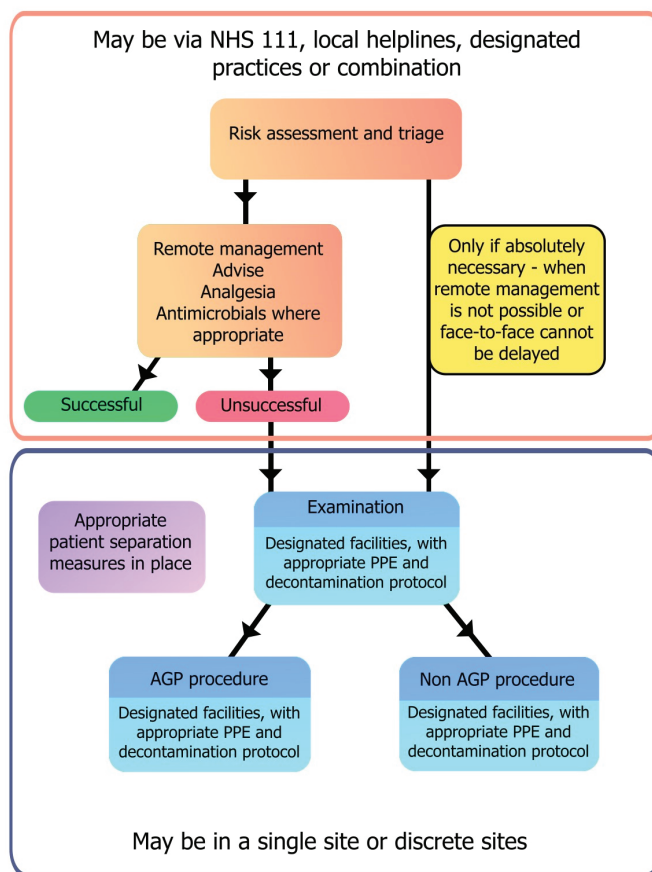 May be via NHS 111, local helplines, designated
practices or combination
Risk assessment and triage
Remote management
Advise
Analgesia
Antimicrobials where
appropriate
Only if absolutely
necessary - when
remote management
is not possible or
face-to-face cannot
be delayed
Successful
Unsuccessful
Appropriate
patient separation
measures in place
Examination
Designated facilities, with
appropriate PPE and
decontamination protocol
AGP procedure
Designated facilities, with
appropriate PPE and
decontamination protocol
Non AGP procedure
Designated facilities, with
appropriate PPE and
decontamination protocol
May be in a single site or discrete sites